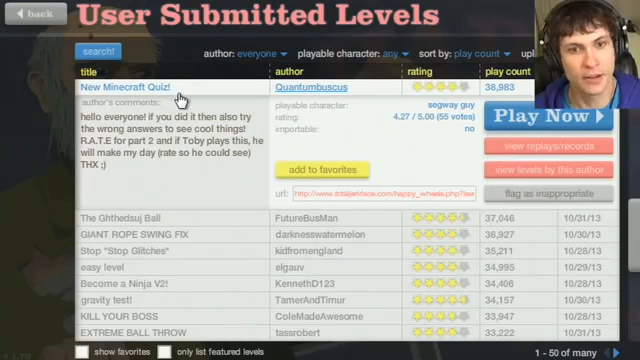 back
User Submitted Levels
search!
author: everyone playable character: any sort by: play count upl
title author rating play count
New Minecraft Quiz! Quantumbuscus 38,983
author's comments:
hello everyone! if you did it then also try
the wrong answers to see cool things!
R.A.T.E for part 2 and if Toby plays this, he
will make my day (rate so he could see)
THX ;)
playable character: segway guy
rating: 4.27 / 5.00 (55 votes)
importable: no
add to favorites
Play Now
view replays/records
view levels by this author
flag as inappropriate
url: http://www.totaljerkface.com/happy_wheels.php?lev
The Ghthedsuj Ball FutureBusMan 37,046 10/31/13
GIANT ROPE SWING FIX darknesswatermelon 36,927 10/30/13
Stop "Stop Glitches" kidfromengland 35,211 10/28/13
easy level elgauv 34,995 10/29/13
Become a Ninja V2! KennethD123 34,406 10/28/13
gravity test! TamerAndTimur 34,157 10/30/13
KILL YOUR BOSS ColeMadeAwesome 33,947 10/28/13
EXTREME BALL THROW tassrobert 33,222 10/31/13
show favorites only list featured levels 1 - 50 of many